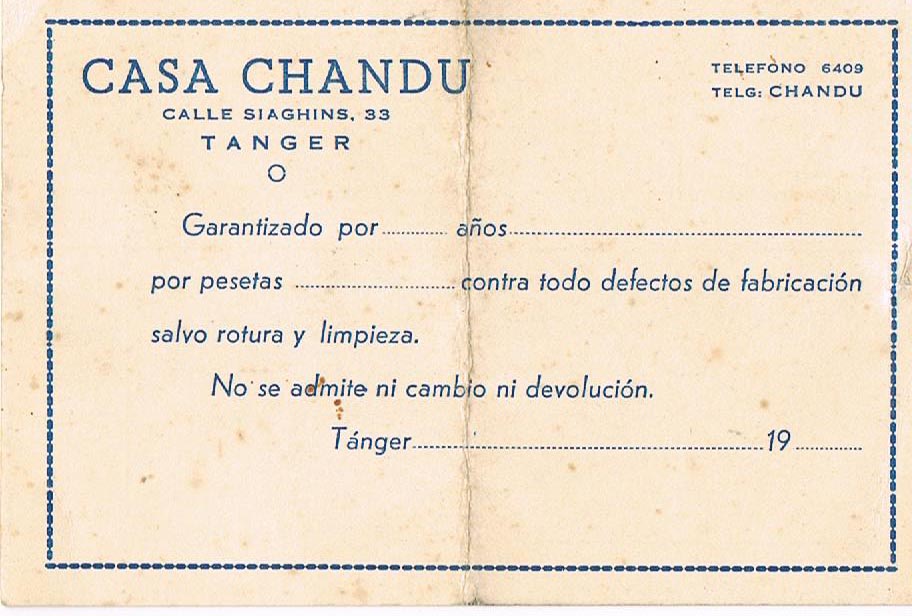 CASA CHANDU
CALLE SIAGHINS, 33
TANGER
TELEFONO 6409
TELG: CHANDU
Garantizado por.......... años..........
por pesetas ..........contra todo defectos de fabricación
salvo rotura y limpieza.
No se admite ni cambio ni devolución.
Tánger..........19..........